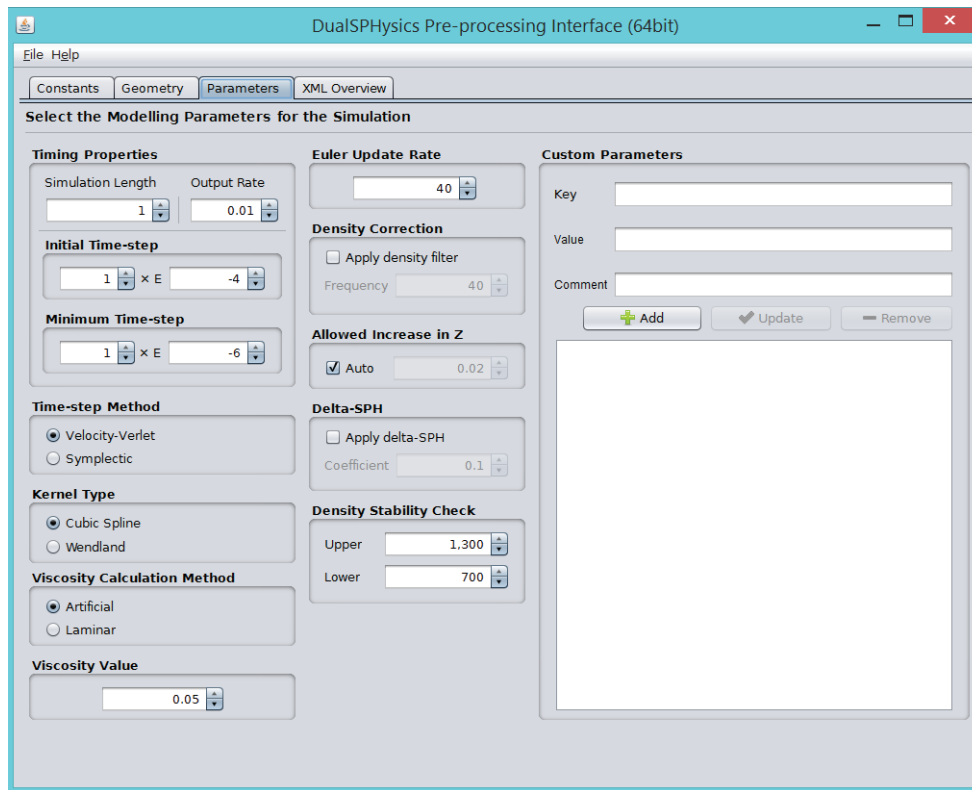 DualSPHysics Pre-processing Interface (64bit)
File Help
Constants Geometry Parameters XML Overview
Select the Modelling Parameters for the Simulation
Timing Properties
Simulation Length Output Rate
1 0.01
Initial Time-step
1 × E -4
Minimum Time-step
1 × E -6
Time-step Method
Velocity-Verlet
Symplectic
Kernel Type
Cubic Spline
Wendland
Viscosity Calculation Method
Artificial
Laminar
Viscosity Value
0.05
Euler Update Rate
40
Density Correction
Apply density filter
Frequency 40
Allowed Increase in Z
Auto 0.02
Delta-SPH
Apply delta-SPH
Coefficient 0.1
Density Stability Check
Upper 1,300
Lower 700
Custom Parameters
Key
Value
Comment
Add Update Remove